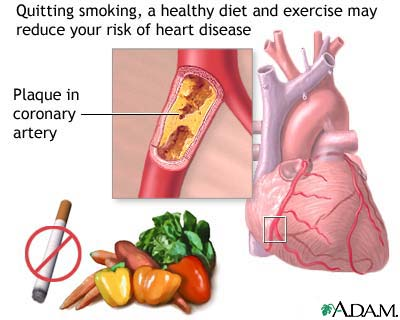 Quitting smoking, a healthy diet and exercise may
reduce your risk of heart disease
Plaque in
coronary
artery
A.D.A.M.